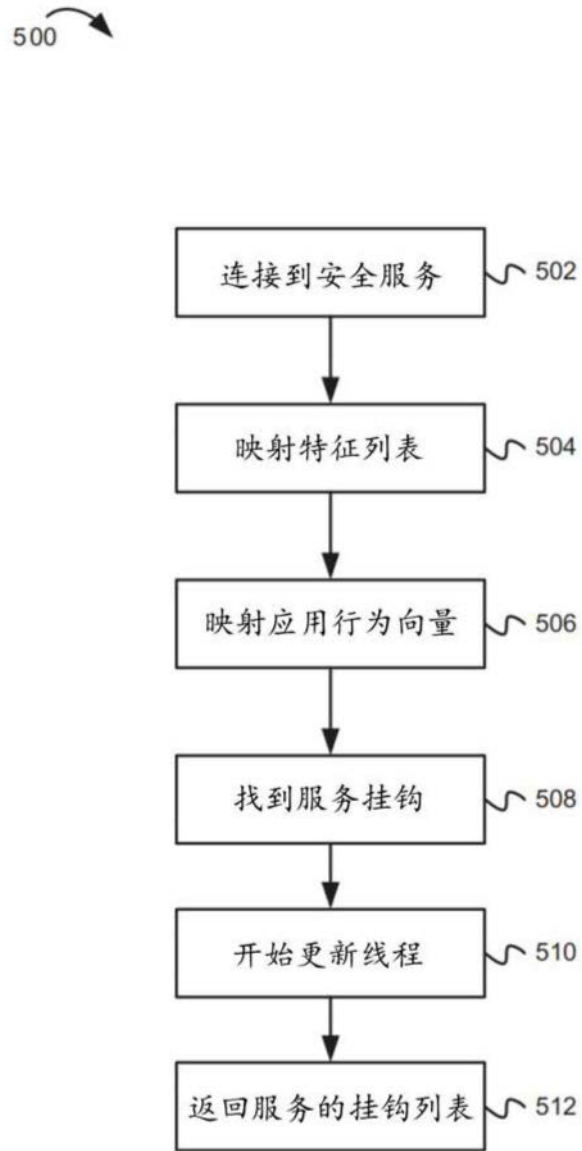 500
连接到安全服务 502
映射特征列表 504
映射应用行为向量 506
找到服务挂钩 508
开始更新线程 510
返回服务的挂钩列表 512